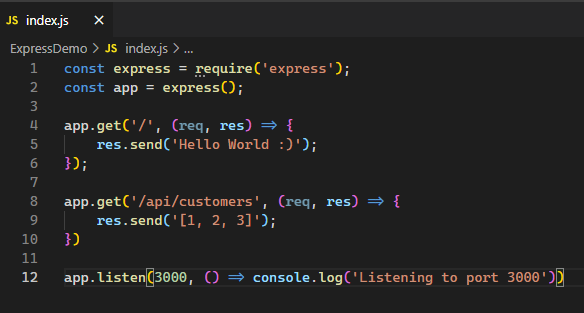 JS index.js ×
ExpressDemo > JS index.js > ...
1 const express = require('express');
2 const app = express();
3
4 app.get('/', (req, res) => {
5     res.send('Hello World :)');
6 });
7
8 app.get('/api/customers', (req, res) => {
9     res.send('[1, 2, 3]');
10 })
11
12 app.listen(3000, () => console.log('Listening to port 3000'))